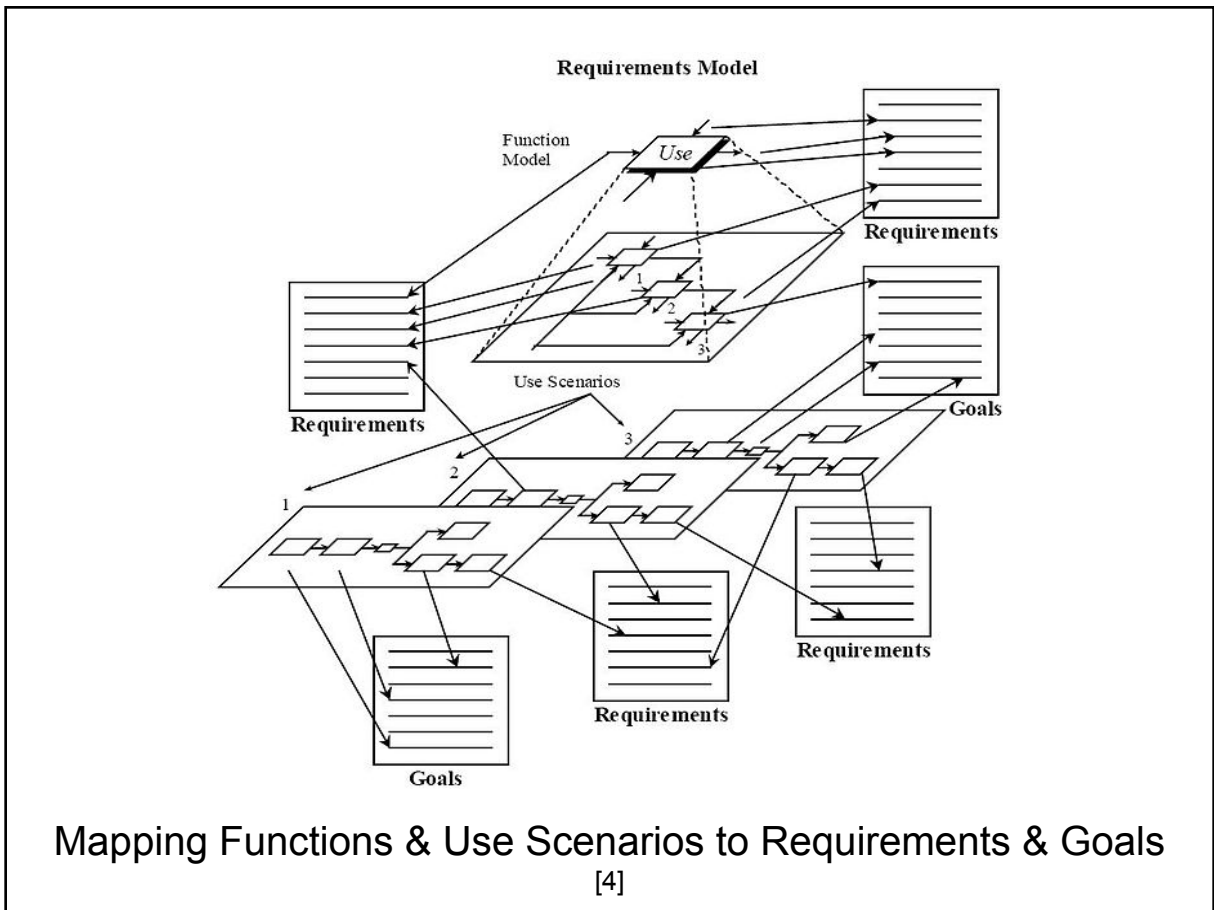 Requirements Model
Function
Model
Use
Requirements
1
2
3
Use Scenarios
Requirements
Goals
3
2
1
Requirements
Requirements
Goals
Mapping Functions & Use Scenarios to Requirements & Goals
[4]